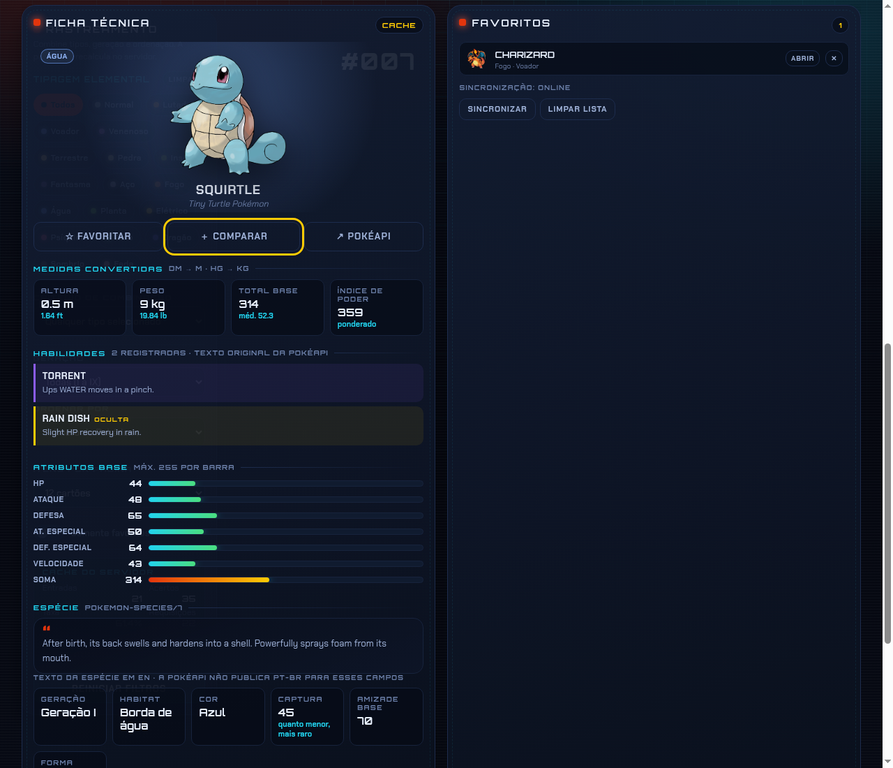 FICHA TÉCNICA
CACHE
ÁGUA
#007
SQUIRTLE
Tiny Turtle Pokémon
☆ FAVORITAR
+ COMPARAR
↗ POKÉAPI
MEDIDAS CONVERTIDAS DM → M · HG → KG
ALTURA
0.5 m
1.64 ft
PESO
9 kg
19.84 lb
TOTAL BASE
314
méd. 52.3
ÍNDICE DE
PODER
359
ponderado
HABILIDADES 2 REGISTRADAS · TEXTO ORIGINAL DA POKÉAPI
TORRENT
Ups WATER moves in a pinch.
RAIN DISH OCULTA
Slight HP recovery in rain.
ATRIBUTOS BASE MÁX. 255 POR BARRA
HP 44
ATAQUE 48
DEFESA 65
AT. ESPECIAL 50
DEF. ESPECIAL 64
VELOCIDADE 43
SOMA 314
ESPÉCIE POKEMON-SPECIES/7
“
After birth, its back swells and hardens into a shell. Powerfully sprays foam from its
mouth.
TEXTO DA ESPÉCIE EM EN · A POKÉAPI NÃO PUBLICA PT-BR PARA ESSES CAMPOS
GERAÇÃO
Geração I
HABITAT
Borda de
água
COR
Azul
CAPTURA
45
quanto menor,
mais raro
AMIZADE
BASE
70
FORMA
FAVORITOS
1
CHARIZARD
Fogo · Voador
ABRIR
✕
SINCRONIZAÇÃO: ONLINE
SINCRONIZAR
LIMPAR LISTA